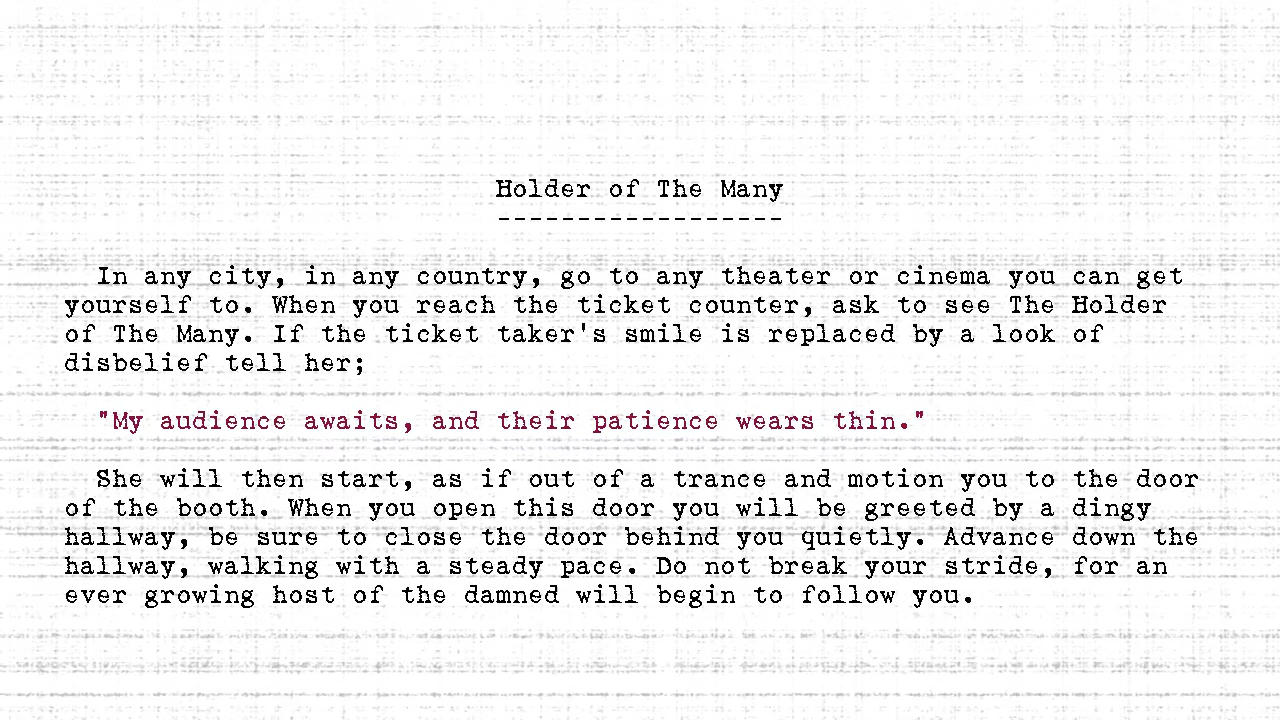 Holder of The Many
------------------
In any city, in any country, go to any theater or cinema you can get
yourself to. When you reach the ticket counter, ask to see The Holder
of The Many. If the ticket taker's smile is replaced by a look of
disbelief tell her;
"My audience awaits, and their patience wears thin."
She will then start, as if out of a trance and motion you to the door
of the booth. When you open this door you will be greeted by a dingy
hallway, be sure to close the door behind you quietly. Advance down the
hallway, walking with a steady pace. Do not break your stride, for an
ever growing host of the damned will begin to follow you.